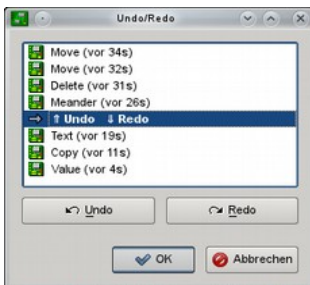 Undo/Redo
Move (vor 34s)
Move (vor 32s)
Delete (vor 31s)
Meander (vor 26s)
⇒ ⇑ Undo ⇓ Redo
Text (vor 19s)
Copy (vor 11s)
Value (vor 4s)
Undo Redo
OK Abbrechen